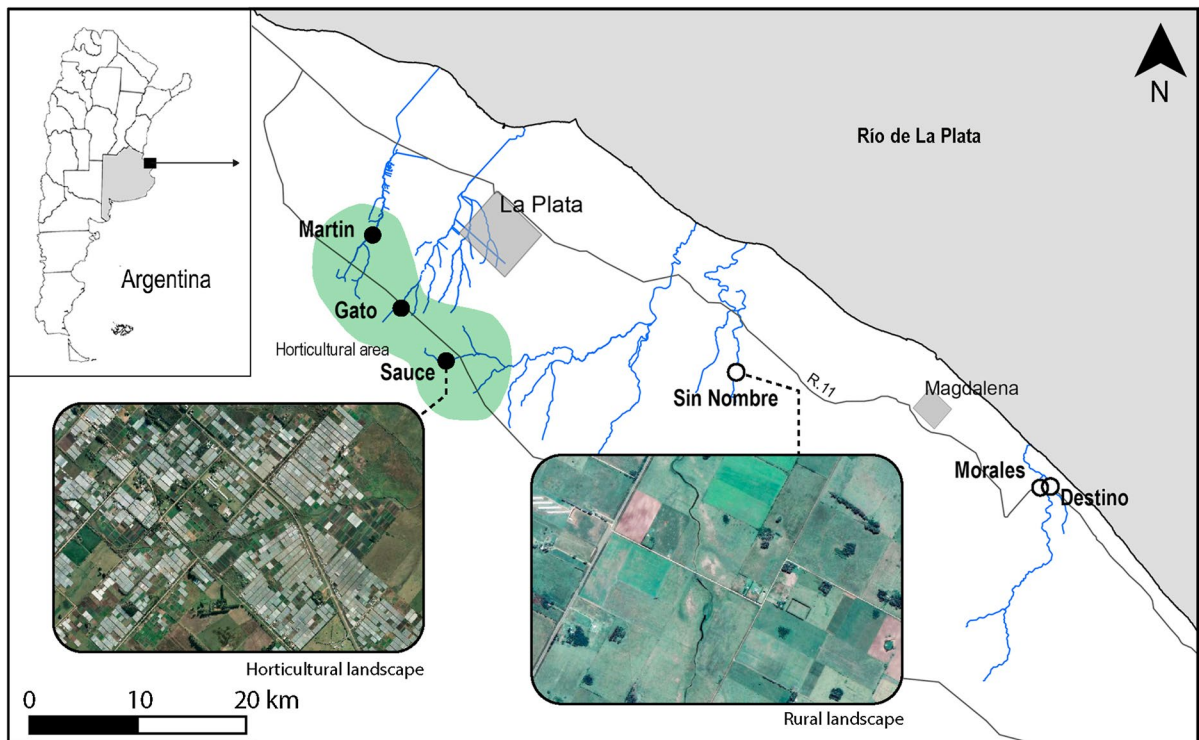 Argentina
N
Río de La Plata
La Plata
Martin
Gato
Horticultural area
Sauce
Sin Nombre
R.11
Magdalena
Morales
Destino
Horticultural landscape
Rural landscape
0 10 20 km